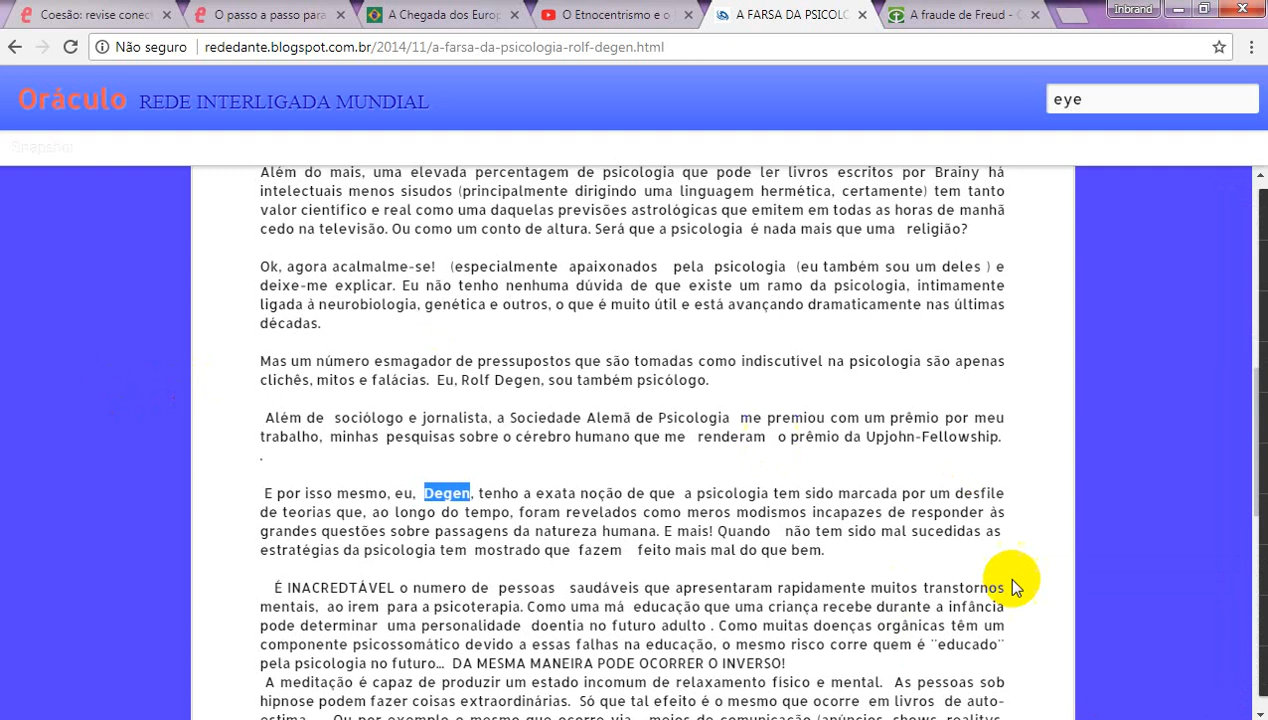 Coesão: revise conect
O passo a passo para
A Chegada dos Europ
O Etnocentrismo e o
A FARSA DA PSICOLO
A fraude de Freud - O
Inbrand
Não seguro
rededante.blogspot.com.br/2014/11/a-farsa-da-psicologia-rolf-degen.html
Oráculo REDE INTERLIGADA MUNDIAL
eye
Snapshot
Além do mais, uma elevada percentagem de psicologia que pode ler livros escritos por Brainy há
intelectuais menos sisudos (principalmente dirigindo uma linguagem hermética, certamente) tem tanto
valor científico e real como uma daquelas previsões astrológicas que emitem em todas as horas de manhã
cedo na televisão. Ou como um conto de altura. Será que a psicologia é nada mais que uma religião?
Ok, agora acalmalme-se! (especialmente apaixonados pela psicologia (eu também sou um deles ) e
deixe-me explicar. Eu não tenho nenhuma dúvida de que existe um ramo da psicologia, intimamente
ligada à neurobiologia, genética e outros, o que é muito útil e está avançando dramaticamente nas últimas
décadas.
Mas um número esmagador de pressupostos que são tomadas como indiscutível na psicologia são apenas
clichês, mitos e falácias. Eu, Rolf Degen, sou também psicólogo.
Além de sociólogo e jornalista, a Sociedade Alemã de Psicologia me premiou com um prêmio por meu
trabalho, minhas pesquisas sobre o cérebro humano que me renderam o prêmio da Upjohn-Fellowship.
.
E por isso mesmo, eu, Degen, tenho a exata noção de que a psicologia tem sido marcada por um desfile
de teorias que, ao longo do tempo, foram revelados como meros modismos incapazes de responder às
grandes questões sobre passagens da natureza humana. E mais! Quando não tem sido mal sucedidas as
estratégias da psicologia tem mostrado que fazem feito mais mal do que bem.
É INACREDTÁVEL o numero de pessoas saudáveis que apresentaram rapidamente muitos transtornos
mentais, ao irem para a psicoterapia. Como uma má educação que uma criança recebe durante a infância
pode determinar uma personalidade doentia no futuro adulto . Como muitas doenças orgânicas têm um
componente psicossomático devido a essas falhas na educação, o mesmo risco corre quem é ¨educado¨
pela psicologia no futuro... DA MESMA MANEIRA PODE OCORRER O INVERSO!
A meditação é capaz de produzir um estado incomum de relaxamento físico e mental. As pessoas sob
hipnose podem fazer coisas extraordinárias. Só que tal efeito é o mesmo que ocorre em livros de auto-
estima... Ou por exemplo o mesmo que ocorre via meios de comunicação (anúncios, shows, realitys,